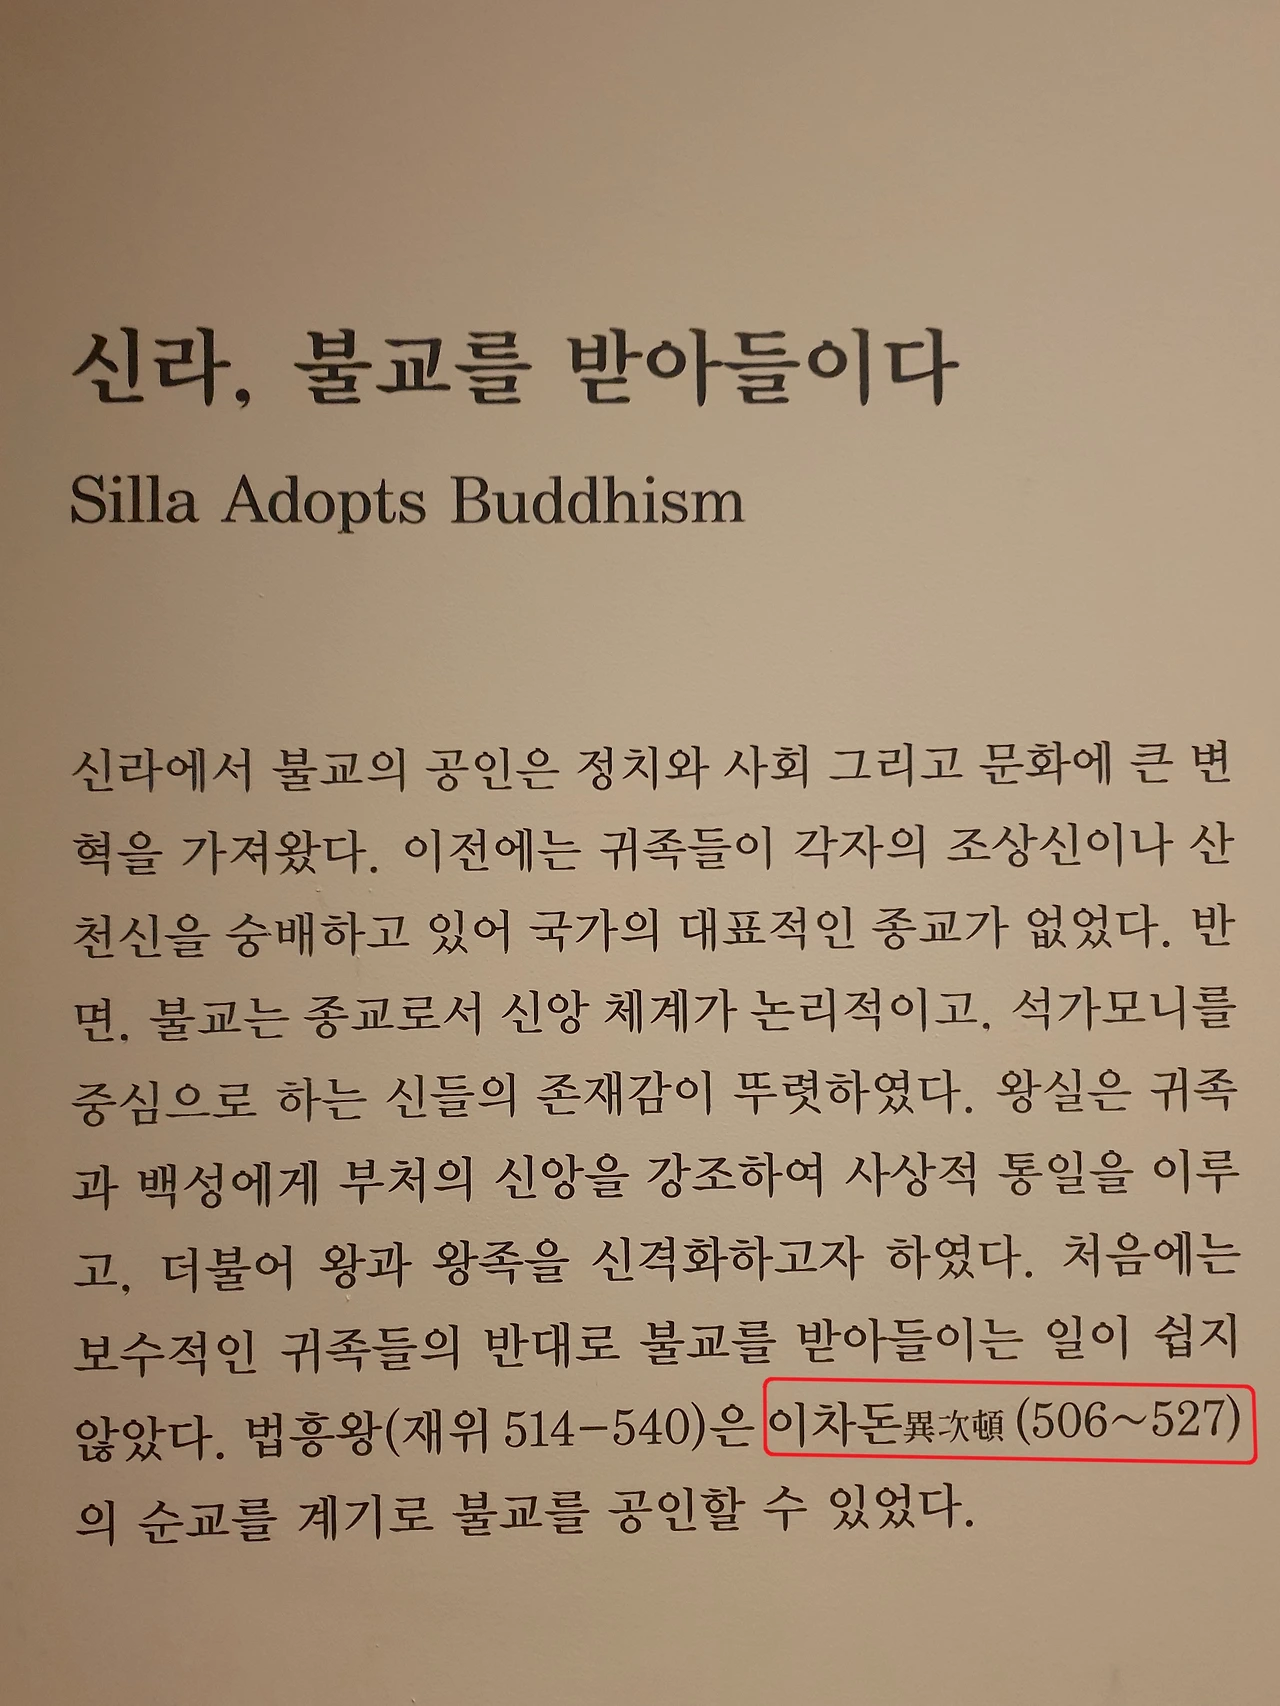 신라, 불교를 받아들이다
Silla Adopts Buddhism
신라에서 불교의 공인은 정치와 사회 그리고 문화에 큰 변
혁을 가져왔다. 이전에는 귀족들이 각자의 조상신이나 산
천신을 숭배하고 있어 국가의 대표적인 종교가 없었다. 반
면, 불교는 종교로서 신앙 체계가 논리적이고, 석가모니를
중심으로 하는 신들의 존재감이 뚜렷하였다. 왕실은 귀족
과 백성에게 부처의 신앙을 강조하여 사상적 통일을 이루
고, 더불어 왕과 왕족을 신격화하고자 하였다. 처음에는
보수적인 귀족들의 반대로 불교를 받아들이는 일이 쉽지
않았다. 법흥왕(재위 514-540)은 이차돈異次頓 (506~527)
의 순교를 계기로 불교를 공인할 수 있었다.